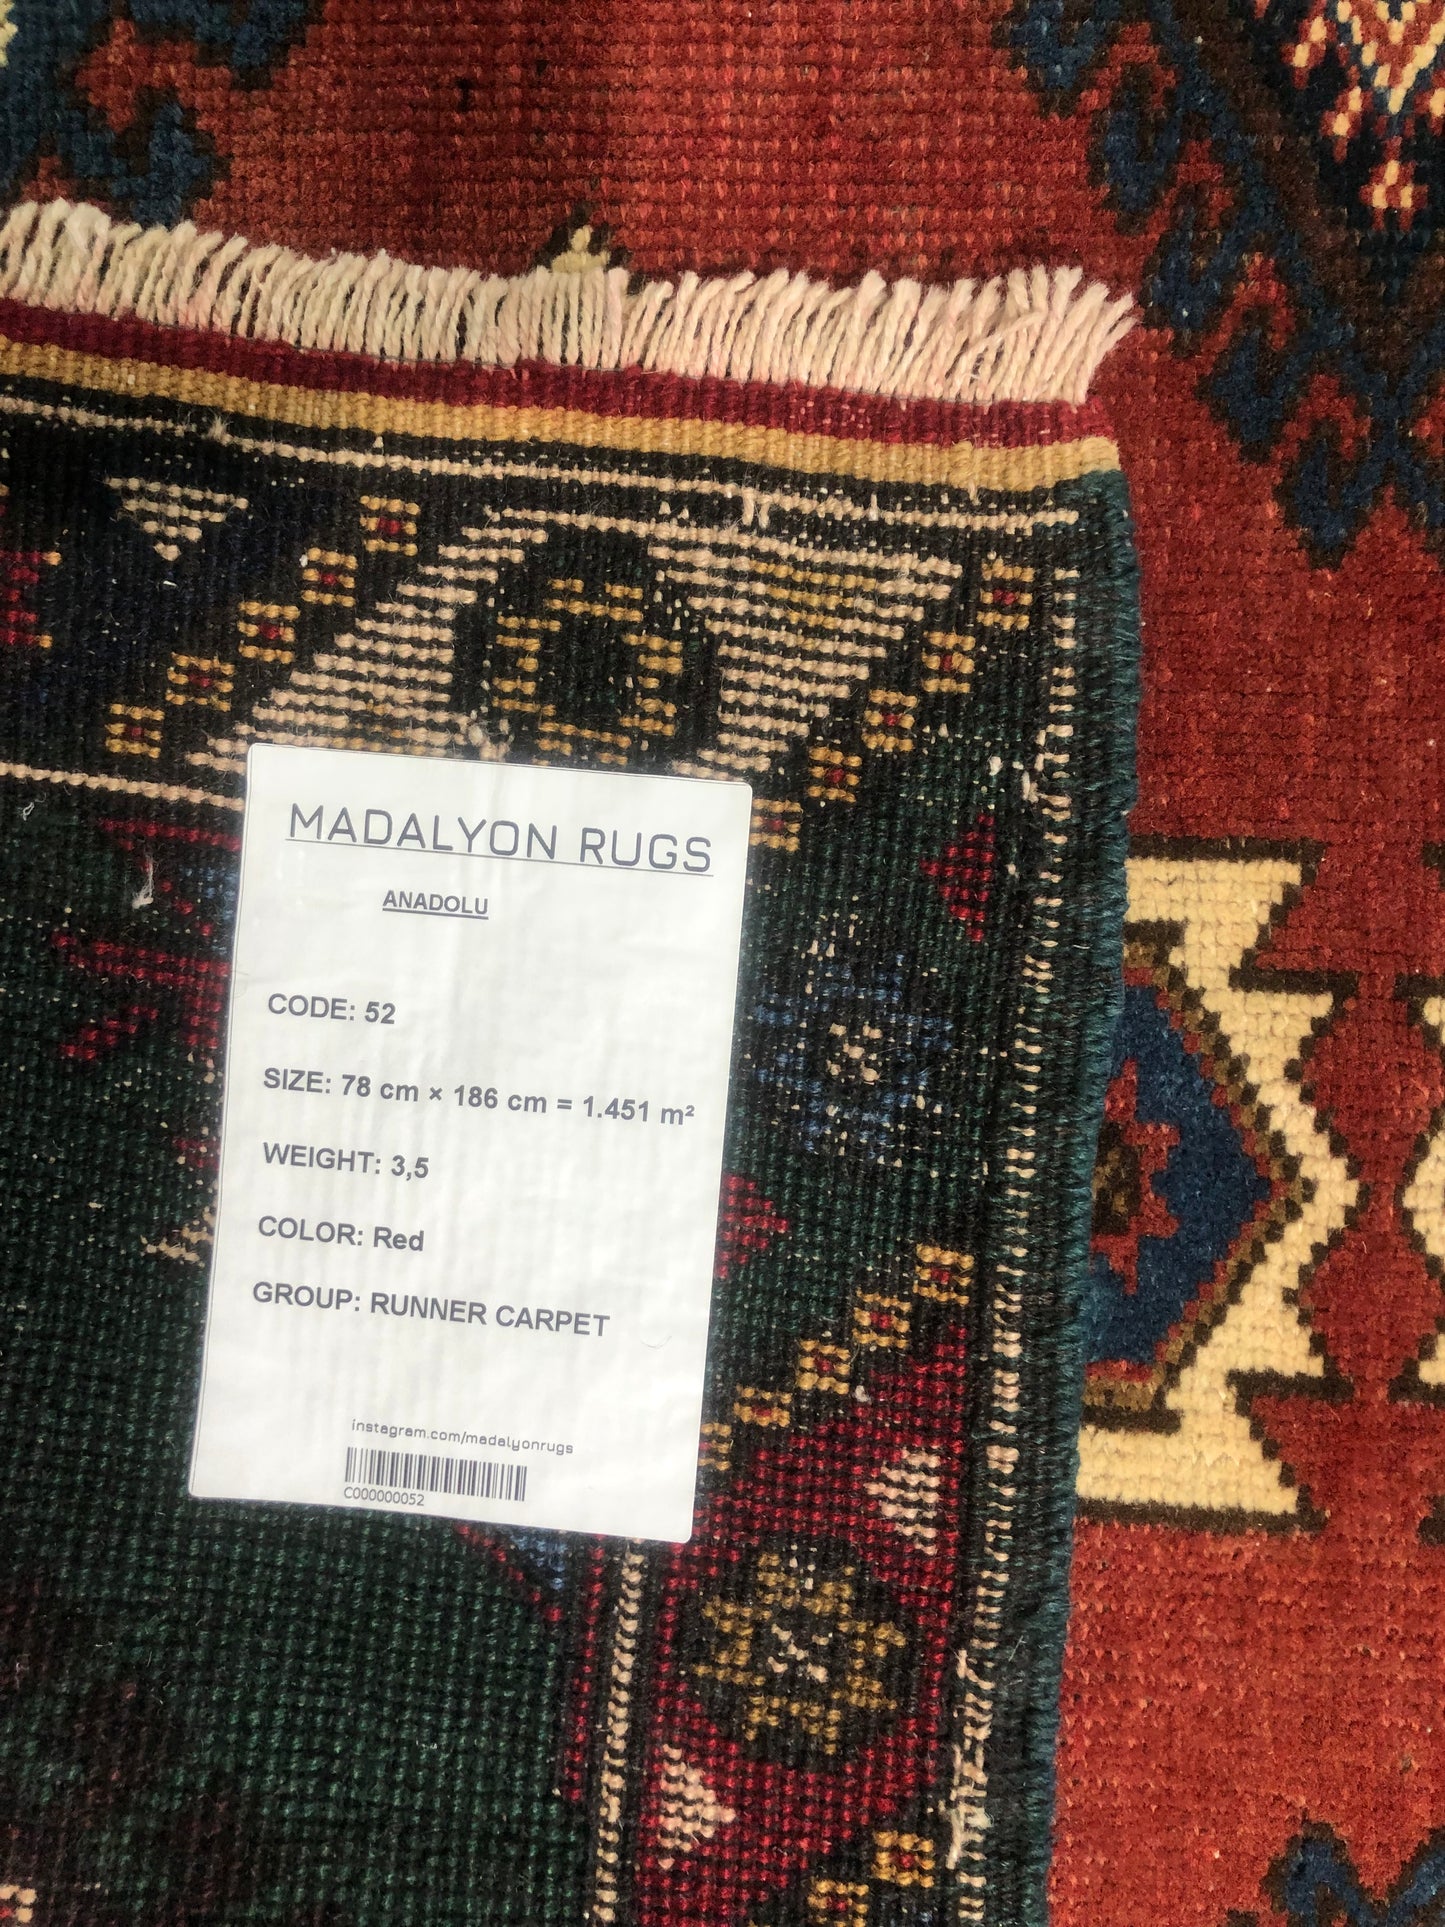 MADALYON RUGS
ANADOLU
CODE: 52
SIZE: 78 cm × 186 cm = 1.451 m²
WEIGHT: 3,5
COLOR: Red
GROUP: RUNNER CARPET
instagram.com/madalyonrugs
C000000052